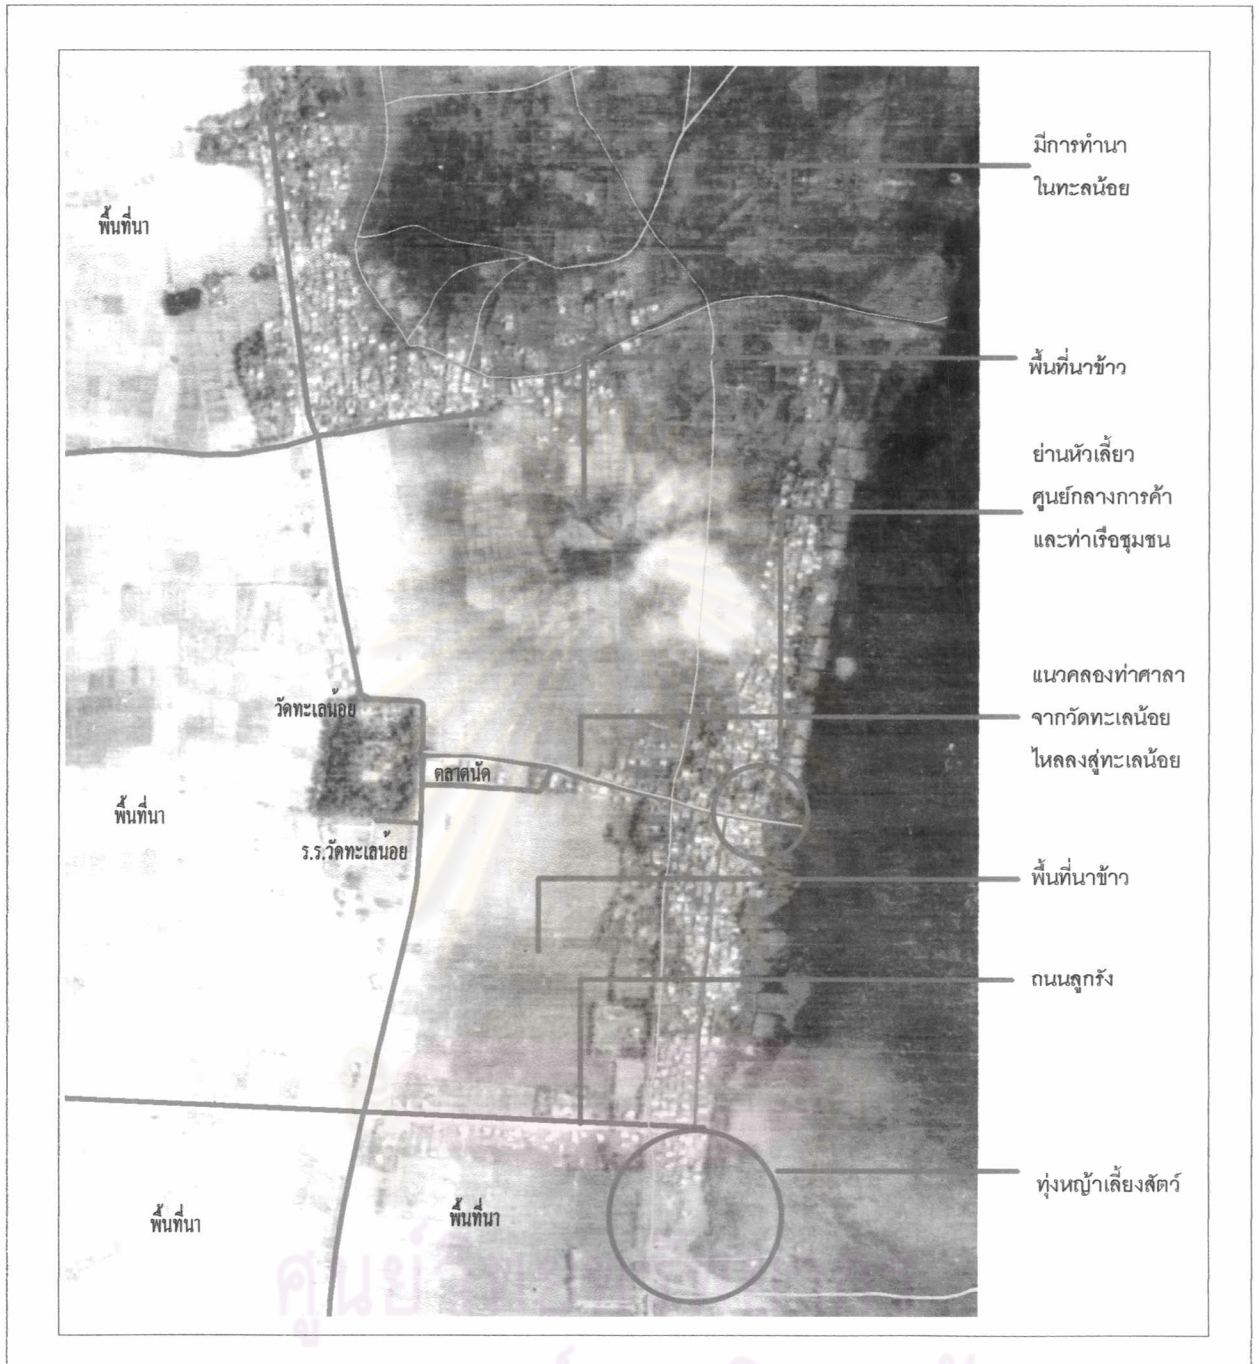 มีการทำนา
ในทะลน้อย
พื้นที่นา
พื้นที่นาข้าว
ย่านหัวเลี้ยว
ศูนย์กลางการค้า
และท่าเรือชุมชน
แนวคลองท่าศาลา
จากวัดทะเลน้อย
ไหลลงสู่ทะเลน้อย
วัดทะเลน้อย
ตลาดนัด
พื้นที่นา
ร.ร.วัดทะเลน้อย
พื้นที่นาข้าว
ถนนลูกรัง
ทุ่งหญ้าเลี้ยงสัตว์
พื้นที่นา
พื้นที่นา